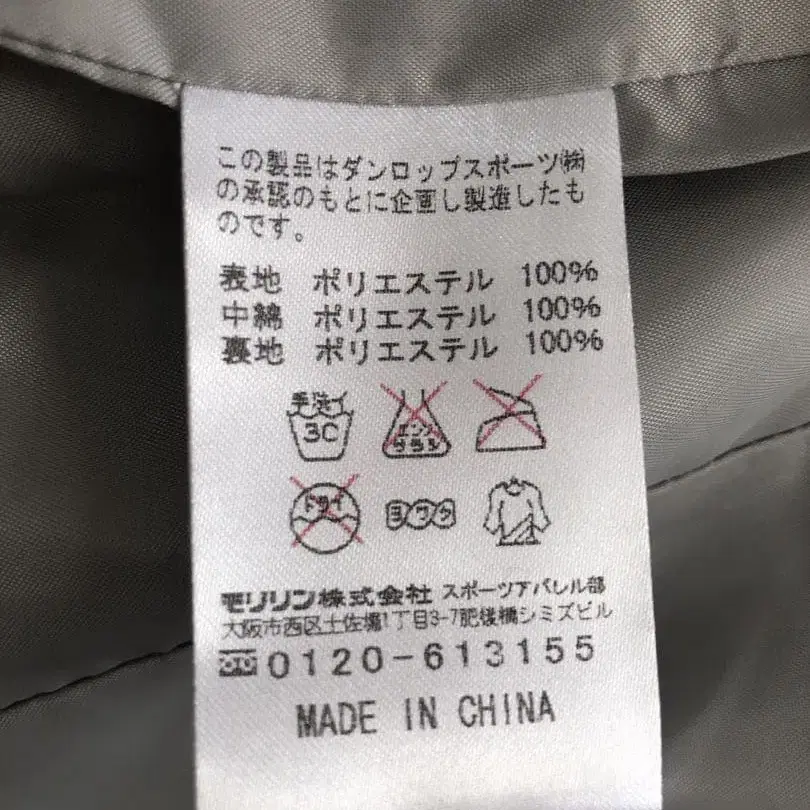 この製品はダンロップスポーツ㈱
の承認のもとに企画し製造したも
のです。
表地 ポリエステル 100%
中綿 ポリエステル 100%
裏地 ポリエステル 100%
手洗イ
30
エンソ
サラシ
ドライ
ヨワク
モリリン株式会社 スポーツアパレル部
大阪市西区土佐堀1丁目3-7肥後橋シミズビル
0120-613155
MADE IN CHINA